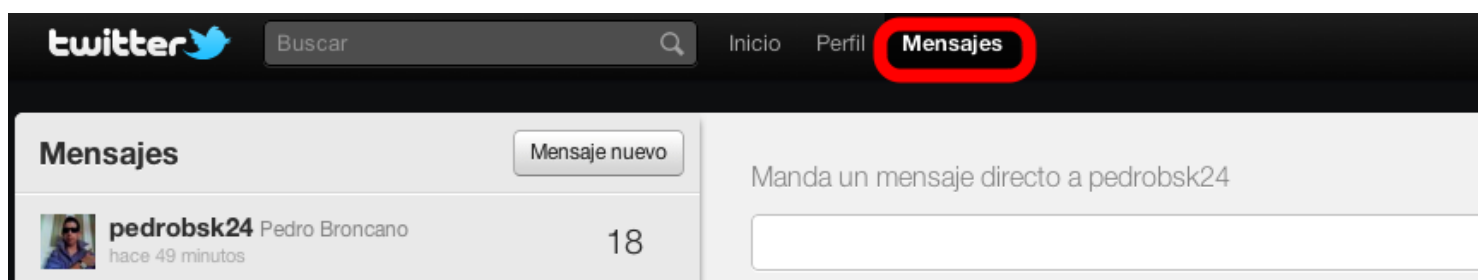 twitter Buscar Inicio Perfil Mensajes
Mensajes Mensaje nuevo
Manda un mensaje directo a pedrobsk24
pedrobsk24 Pedro Broncano 18
hace 49 minutos